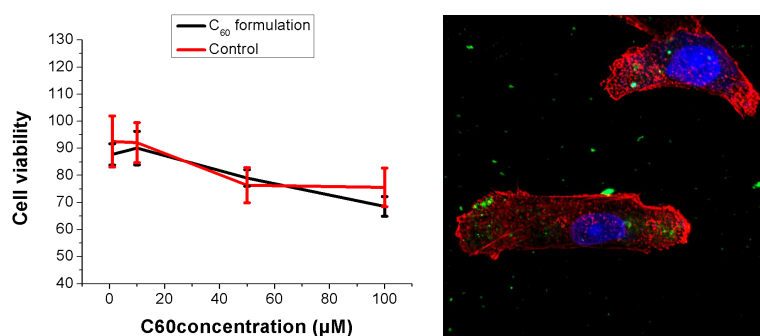 C60 formulation
Control
130
120
110
100
90
80
70
60
50
40
Cell viability
0 20 40 60 80 100
C60concentration (µM)